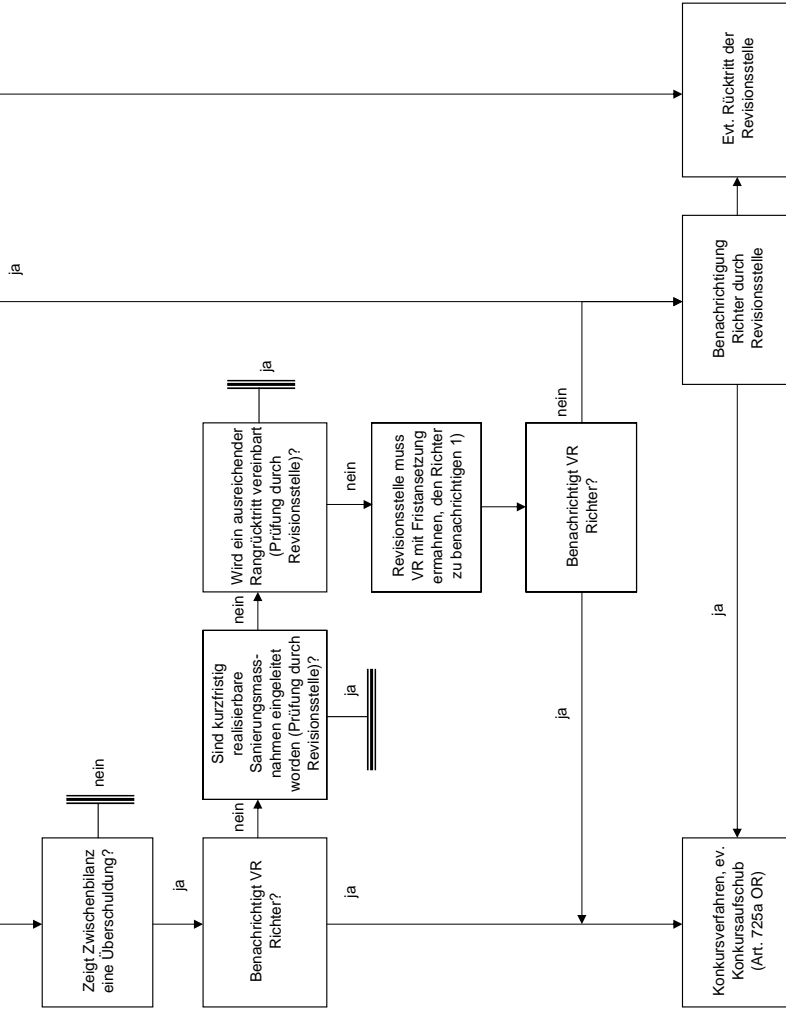 Zeigt Zwischenbilanz
eine Überschuldung?
nein
ja
Benachrichtigt VR
Richter?
nein
ja
Sind kurzfristig
realisierbare
Sanierungsmass-
nahmen eingeleitet
worden (Prüfung durch
Revisionsstelle)?
nein
ja
Wird ein ausreichender
Rangrücktritt vereinbart
(Prüfung durch
Revisionsstelle)?
ja
nein
Revisionsstelle muss
VR mit Fristansetzung
ermahnen, den Richter
zu benachrichtigen 1)
Benachrichtigt VR
Richter?
nein
ja
ja
Konkursverfahren, ev.
Konkursaufschub
(Art. 725a OR)
ja
Benachrichtigung
Richter durch
Revisionsstelle
Evt. Rücktritt der
Revisionsstelle